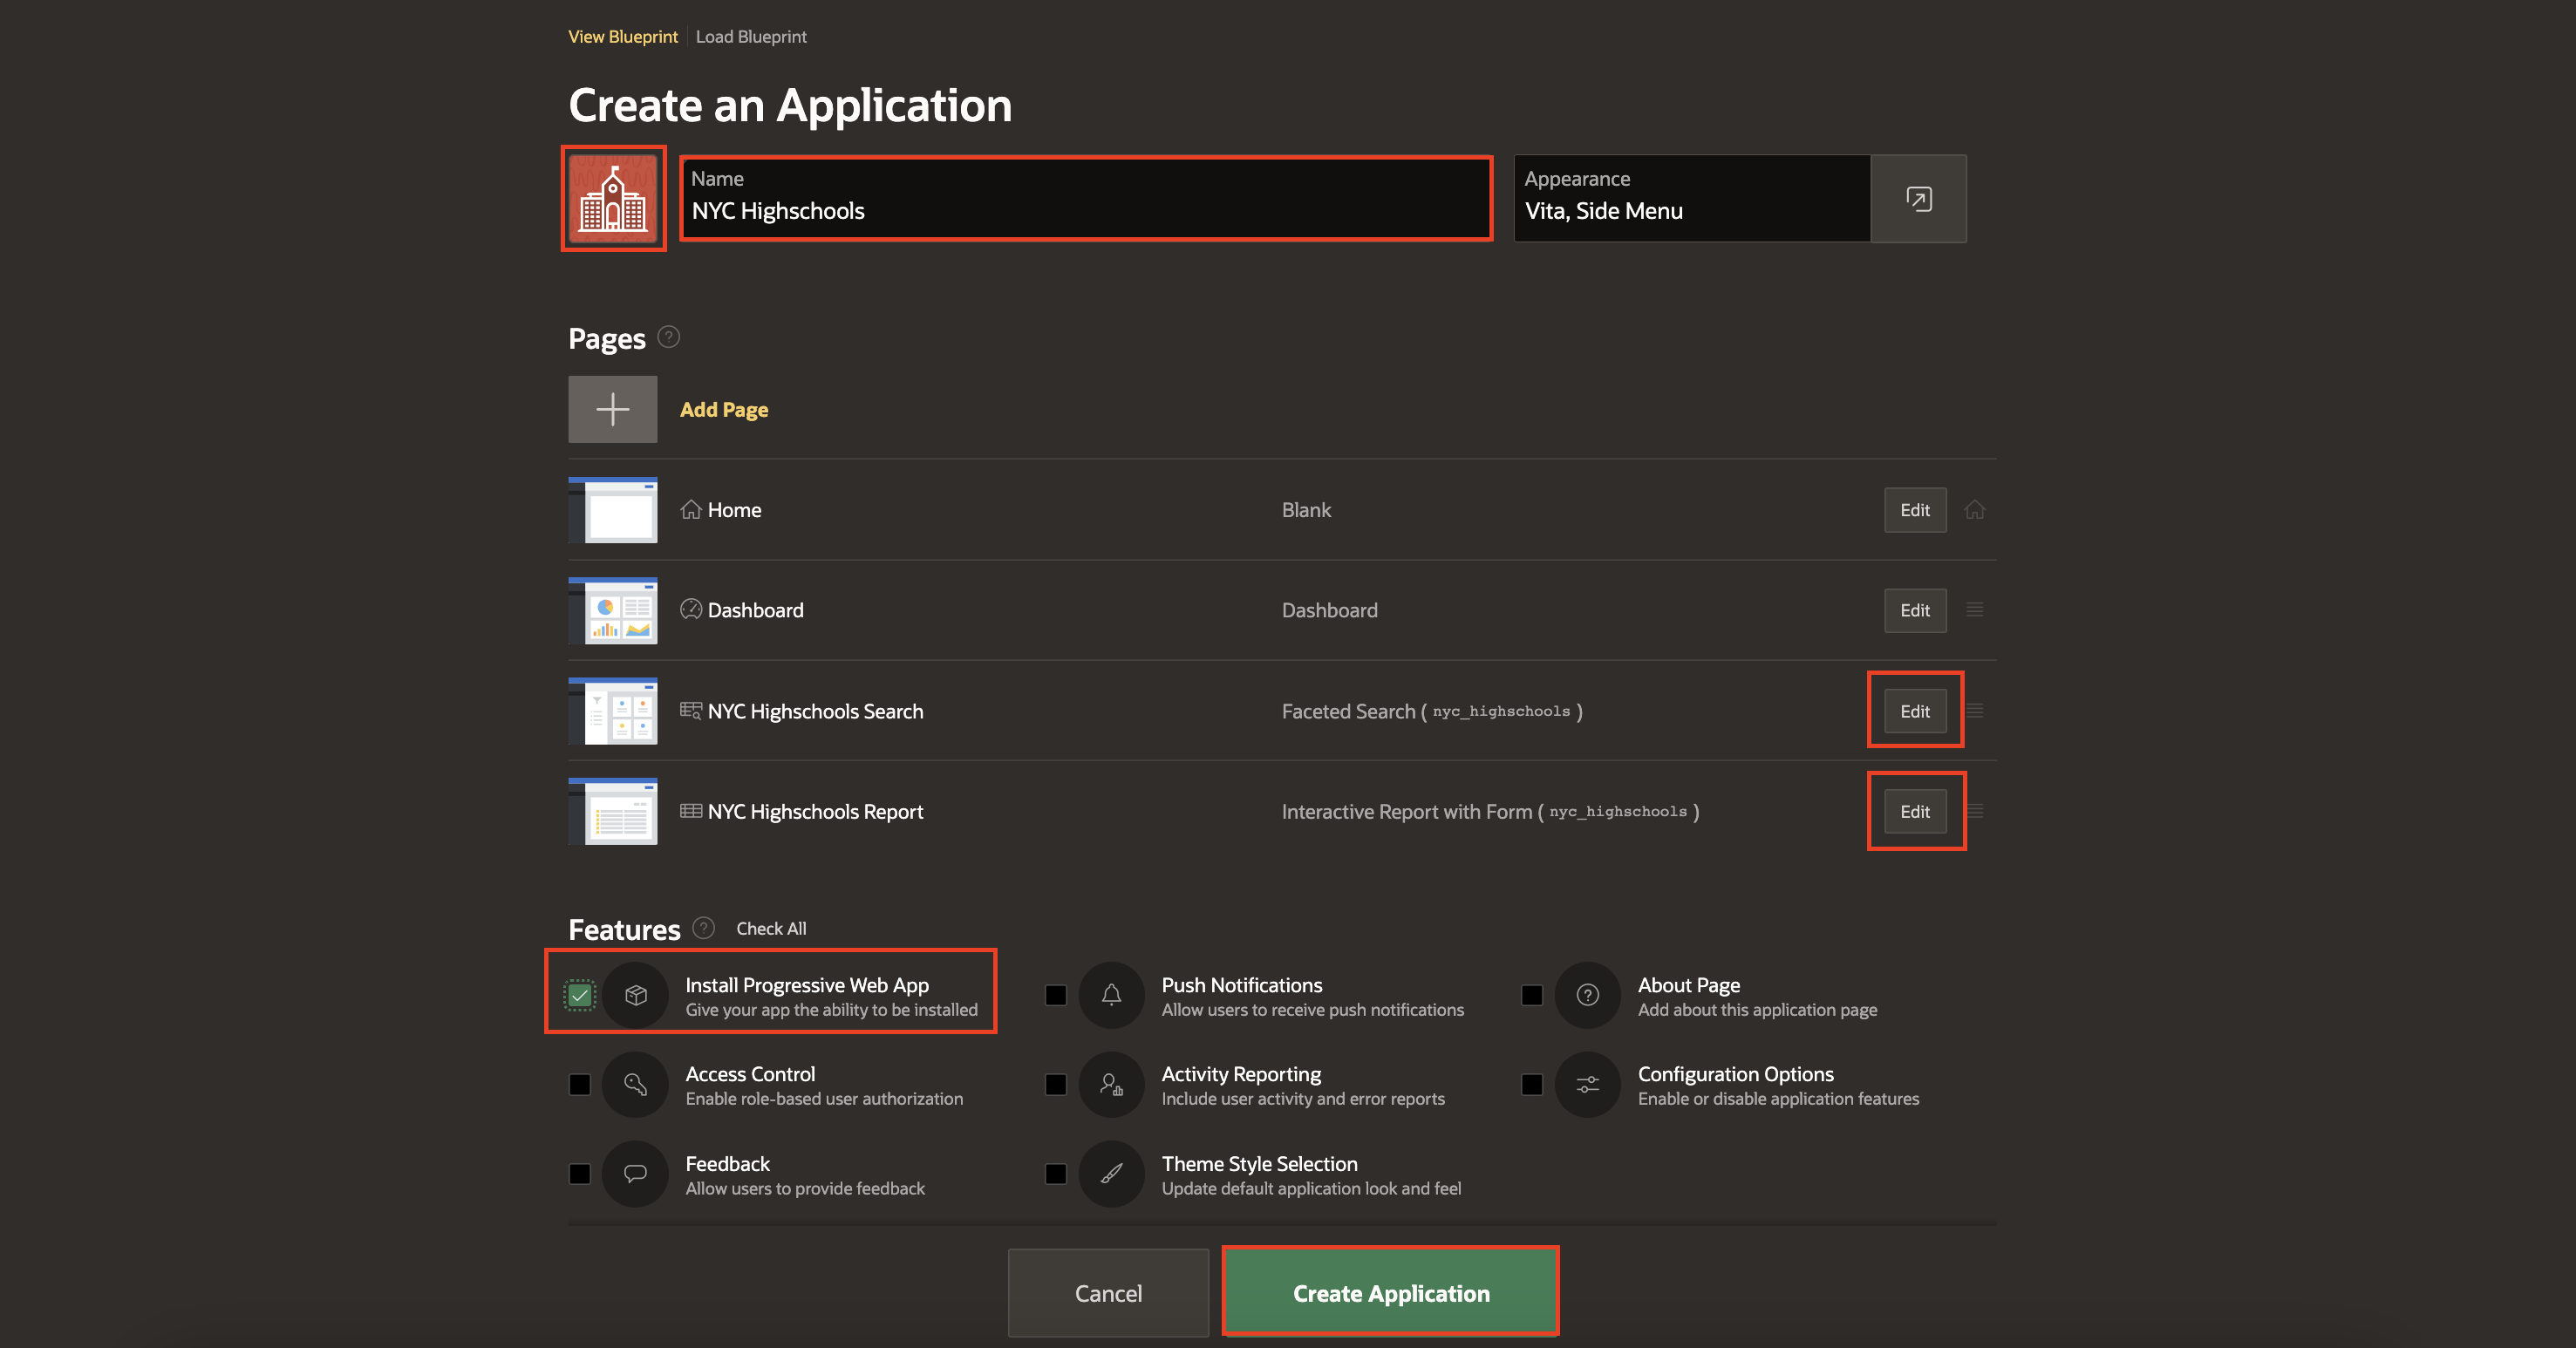 View Blueprint Load Blueprint
Create an Application
Name
NYC Highschools
Appearance
Vita, Side Menu
Pages ?
Add Page
Home Blank Edit
Dashboard Dashboard Edit
NYC Highschools Search Faceted Search ( nyc_highschools ) Edit
NYC Highschools Report Interactive Report with Form ( nyc_highschools ) Edit
Features ? Check All
Install Progressive Web App
Give your app the ability to be installed
Push Notifications
Allow users to receive push notifications
? About Page
Add about this application page
Access Control
Enable role-based user authorization
Activity Reporting
Include user activity and error reports
Configuration Options
Enable or disable application features
Feedback
Allow users to provide feedback
Theme Style Selection
Update default application look and feel
Cancel Create Application